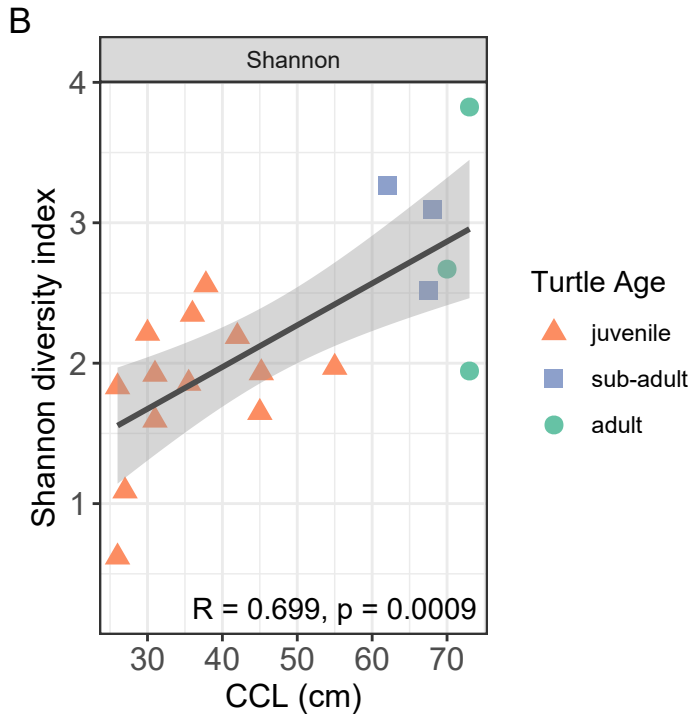 B
Shannon
4
3
2
1
Shannon diversity index
R = 0.699, p = 0.0009
30 40 50 60 70
CCL (cm)
Turtle Age
juvenile
sub-adult
adult